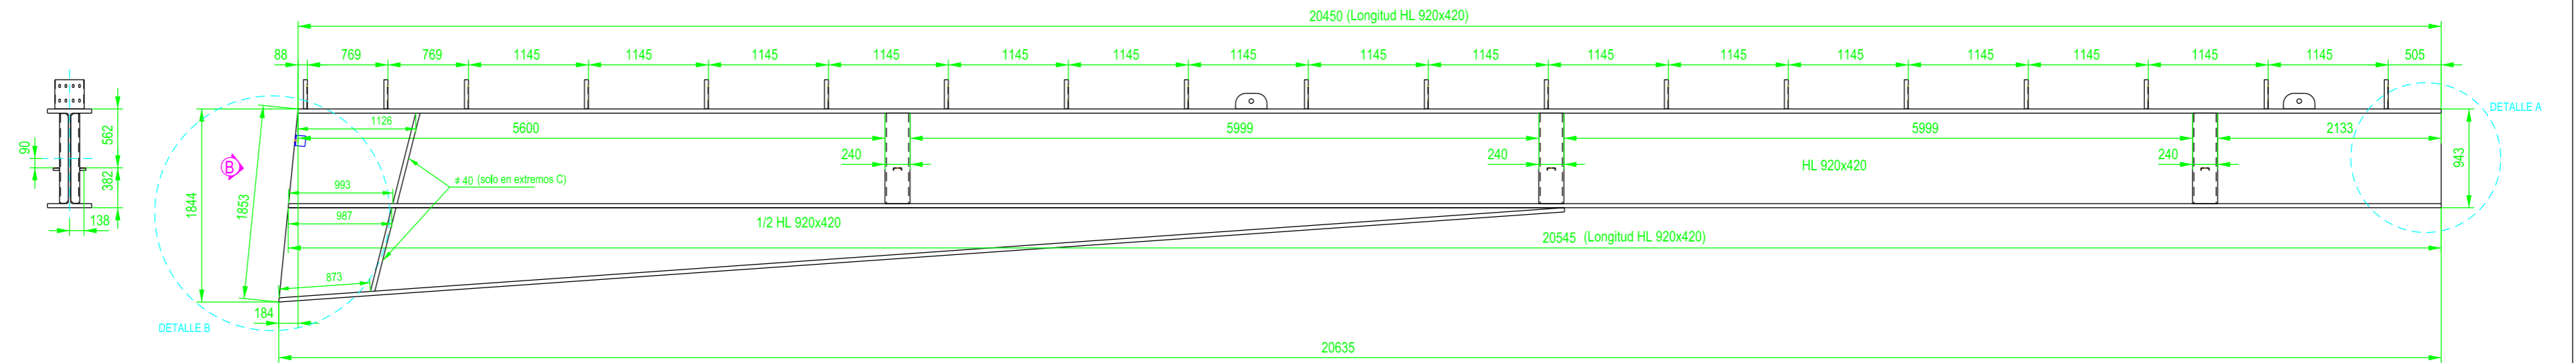 20450 (Longitud HL 920x420)
88 769 769 1145 1145 1145 1145 1145 1145 1145 1145 1145 1145 1145 1145 1145 1145 1145 1145 505
DETALLE A
1126
5600 5999 5999 2133
562
90
240 240 240
B
HL 920x420
943
382
≠40 (solo en extremos C)
993
1844
1853
987
138
1/2 HL 920x420
20545 (Longitud HL 920x420)
873
184
DETALLE B
20635